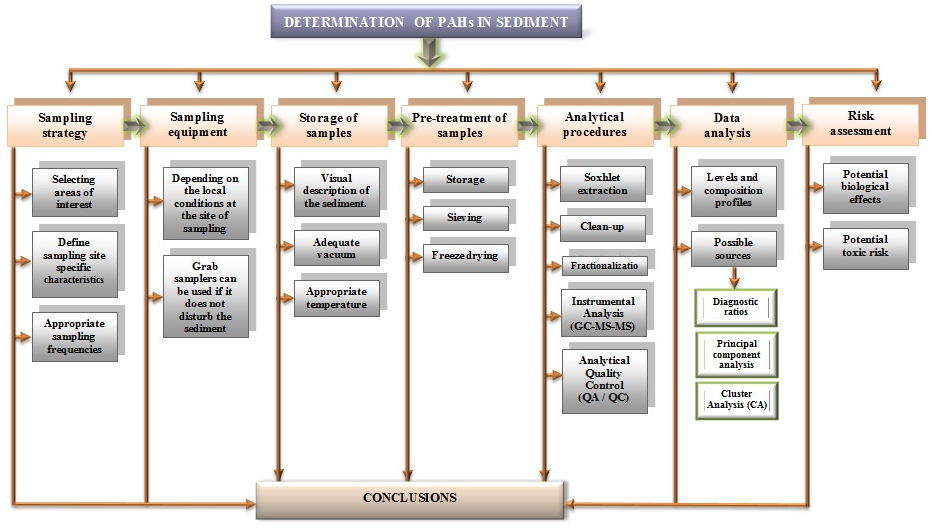 DETERMINATION OF PAHs IN SEDIMENT
Sampling
strategy
Sampling
equipment
Storage of
samples
Pre-treatment of
samples
Analytical
procedures
Data
analysis
Risk
assessment
Selecting
areas of
interest
Define
sampling site
specific
characteristics
Appropriate
sampling
frequencies
Depending on
the local
conditions at
the site of
sampling
Grab
samplers can
be used if it
does not
disturb the
sediment
Visual
description of
the sediment.
Adequate
vacuum
Appropriate
temperature
Storage
Sieving
Freeze drying
Soxhlet
extraction
Clean-up
Fractionalizatio
Instrumental
Analysis
(GC-MS-MS)
Analytical
Quality
Control
(QA / QC)
Levels and
composition
profiles
Possible
sources
Diagnostic
ratios
Principal
component
analysis
Cluster
Analysis (CA)
Potential
biological
effects
Potential
toxic risk
CONCLUSIONS